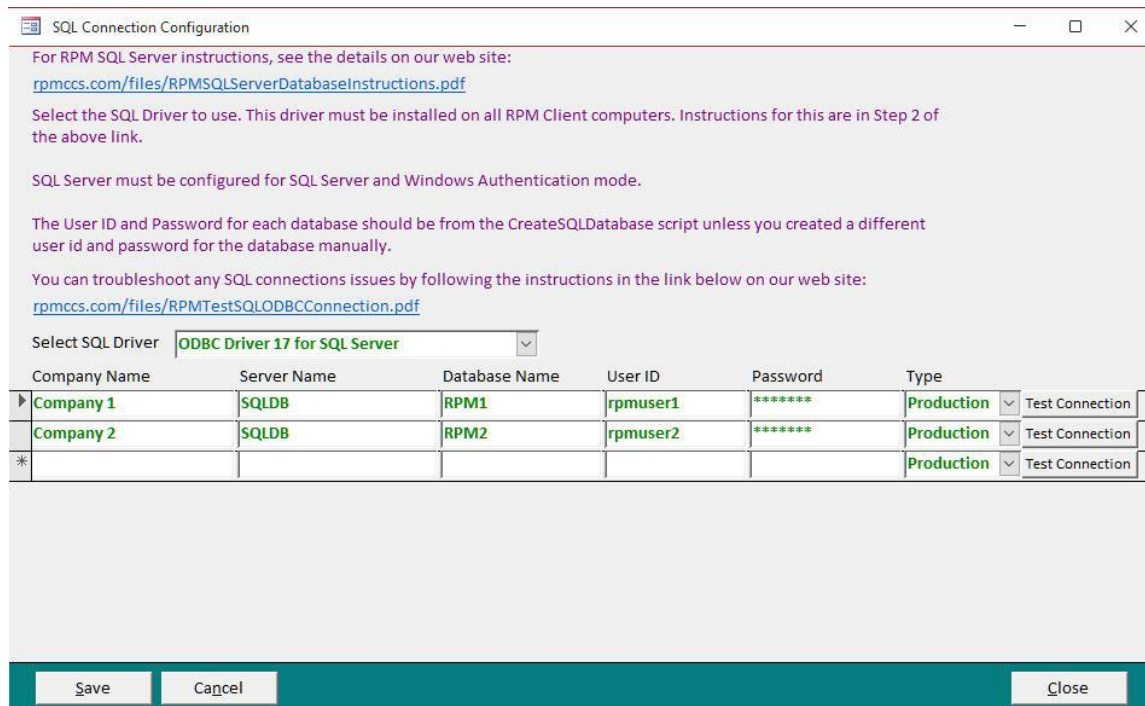 SQL Connection Configuration
For RPM SQL Server instructions, see the details on our web site:
rpmccs.com/files/RPMSQLServerDatabaseInstructions.pdf
Select the SQL Driver to use. This driver must be installed on all RPM Client computers. Instructions for this are in Step 2 of
the above link.
SQL Server must be configured for SQL Server and Windows Authentication mode.
The User ID and Password for each database should be from the CreateSQLDatabase script unless you created a different
user id and password for the database manually.
You can troubleshoot any SQL connections issues by following the instructions in the link below on our web site:
rpmccs.com/files/RPMTestSQLODBCConnection.pdf
Select SQL Driver ODBC Driver 17 for SQL Server
Company Name Server Name Database Name User ID Password Type
Company 1 SQLDB RPM1 rpmuser1 ******* Production Test Connection
Company 2 SQLDB RPM2 rpmuser2 ******* Production Test Connection
* Production Test Connection
Save Cancel Close